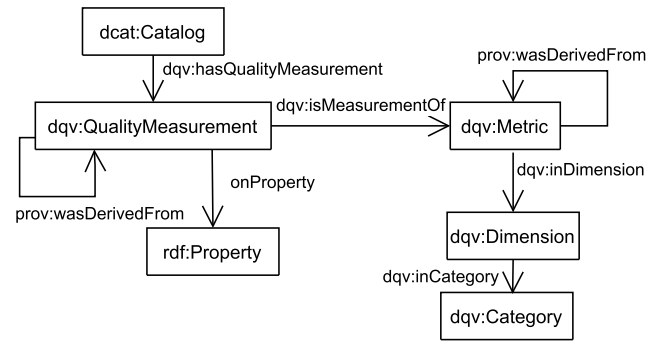 dcat:Catalog
dqv:hasQualityMeasurement
prov:wasDerivedFrom
dqv:QualityMeasurement
dqv:isMeasurementOf
dqv:Metric
dqv:inDimension
onProperty
prov:wasDerivedFrom
rdf:Property
dqv:Dimension
dqv:inCategory
dqv:Category